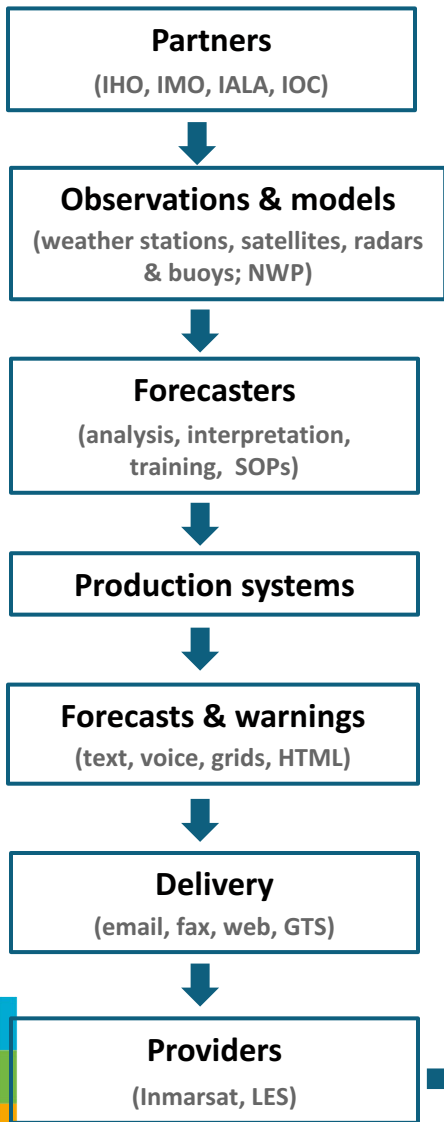 Partners
(IHO, IMO, IALA, IOC)
Observations & models
(weather stations, satellites, radars
& buoys; NWP)
Forecasters
(analysis, interpretation,
training, SOPs)
Production systems
Forecasts & warnings
(text, voice, grids, HTML)
Delivery
(email, fax, web, GTS)
Providers
(Inmarsat, LES)